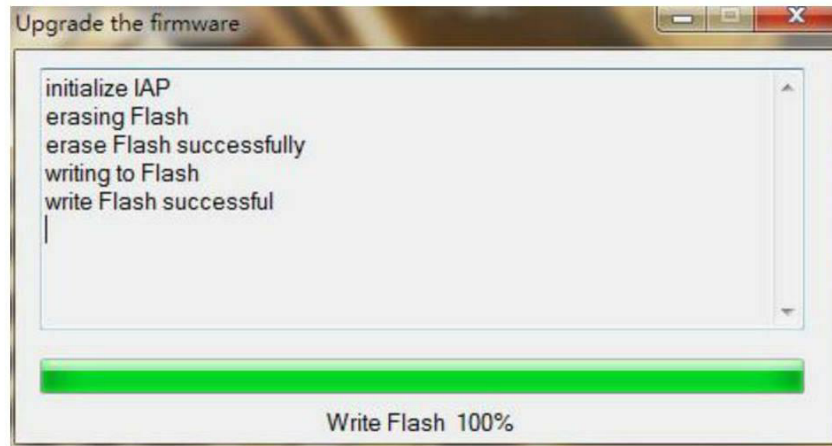 Upgrade the firmware
initialize IAP
erasing Flash
erase Flash successfully
writing to Flash
write Flash successful
Write Flash 100%